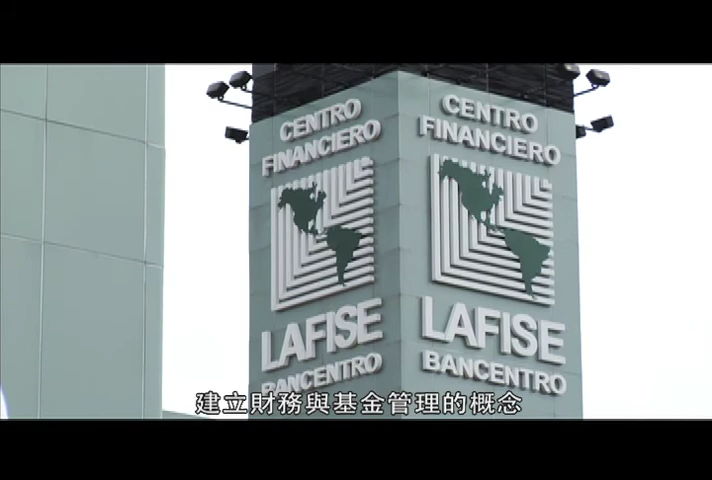 CENTRO
FINANCIERO
LAFISE
BANCENTRO
CENTRO
FINANCIERO
LAFISE
BANCENTRO
建立財務與基金管理的概念